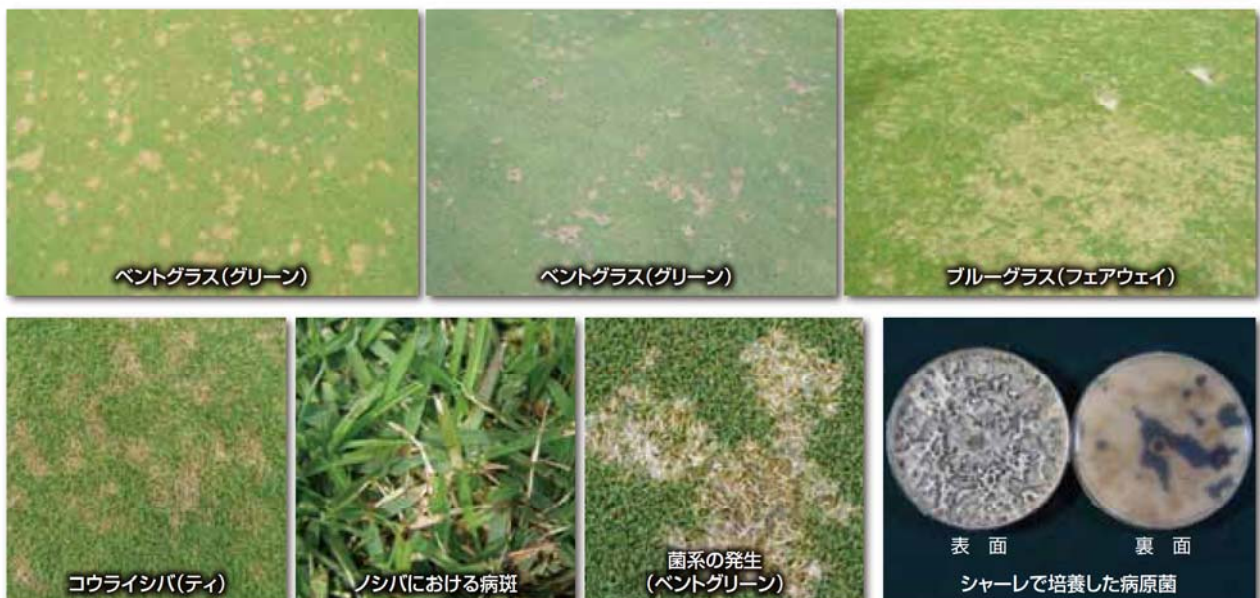 ベントグラス(グリーン)
ベントグラス(グリーン)
ブルーグラス(フェアウェイ)
コウライシバ(ティ)
ノシバにおける病斑
菌系の発生
(ベントグリーン)
表 面
裏 面
シャーレで培養した病原菌